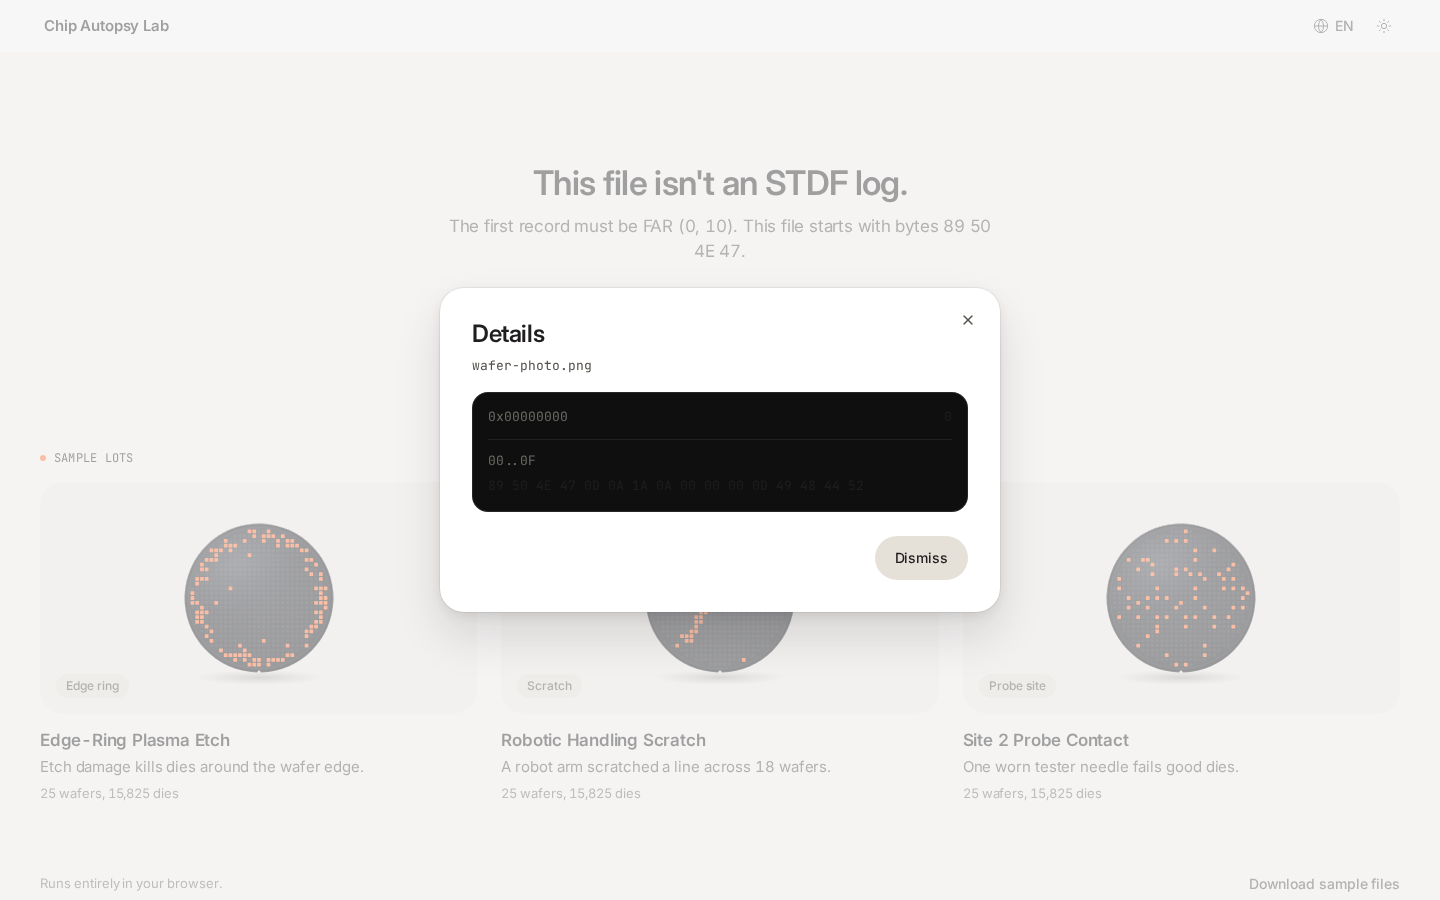 Chip Autopsy Lab
EN
This file isn't an STDF log.
The first record must be FAR (0, 10). This file starts with bytes 89 50
4E 47.
Details
wafer-photo.png
0x00000000 0
00..0F
89 50 4E 47 0D 0A 1A 0A 00 00 00 0D 49 48 44 52
Dismiss
SAMPLE LOTS
Edge ring
Scratch
Probe site
Edge-Ring Plasma Etch
Etch damage kills dies around the wafer edge.
25 wafers, 15,825 dies
Robotic Handling Scratch
A robot arm scratched a line across 18 wafers.
25 wafers, 15,825 dies
Site 2 Probe Contact
One worn tester needle fails good dies.
25 wafers, 15,825 dies
Runs entirely in your browser.
Download sample files